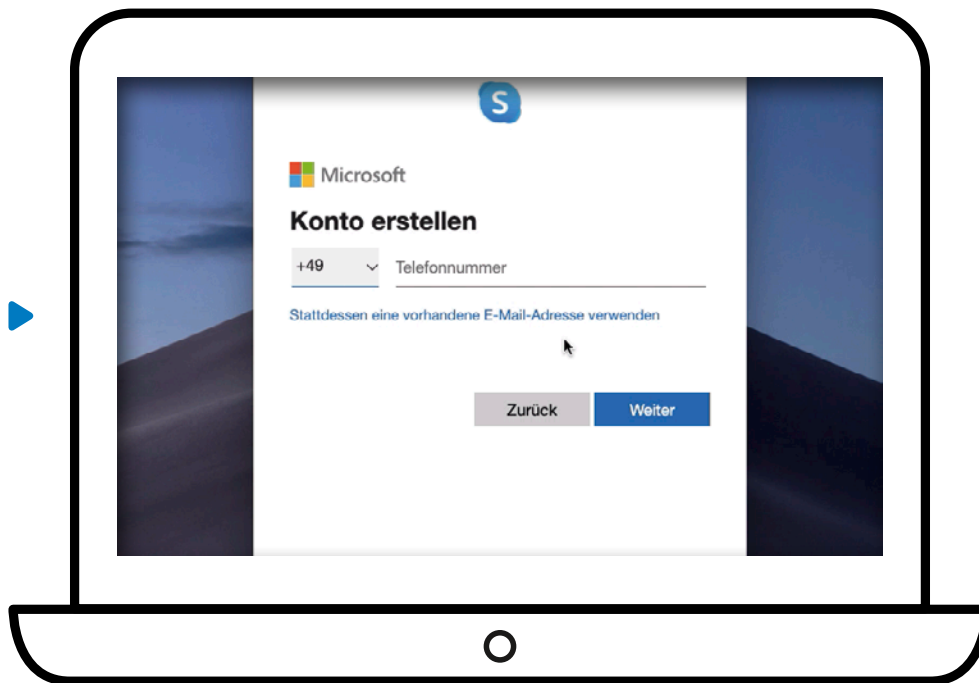 S
Microsoft
Konto erstellen
+49 Telefonnummer
Stattdessen eine vorhandene E-Mail-Adresse verwenden
Zurück Weiter